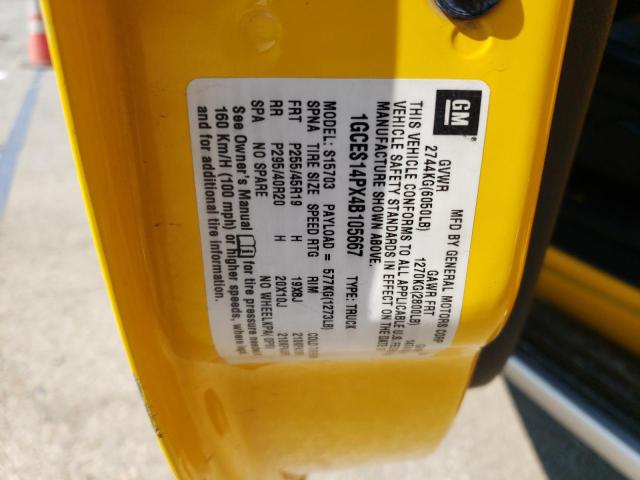 GM
MFD BY GENERAL MOTORS CORP
GVWR GAWR FRT
2744KG(6050LB) 1270KG(2800LB)
THIS VEHICLE CONFORMS TO ALL APPLICABLE U.S.
VEHICLE SAFETY STANDARDS IN EFFECT ON THE DATE
MANUFACTURE SHOWN ABOVE.
1GCES14PX4B105667 TYPE: TRUCK
MODEL: S15703 PAYLOAD = 577KG(1273LB)
SPNA TIRE SIZE SPEED RTG RIM
FRT P255/45R19 H 19X8J
RR P295/40R20 H 20X10J
SPA NO SPARE NO WHEEL
See Owner's Manual for tire pressure
160 Km/H (100 mph) or higher speeds, where
and for additional tire information.